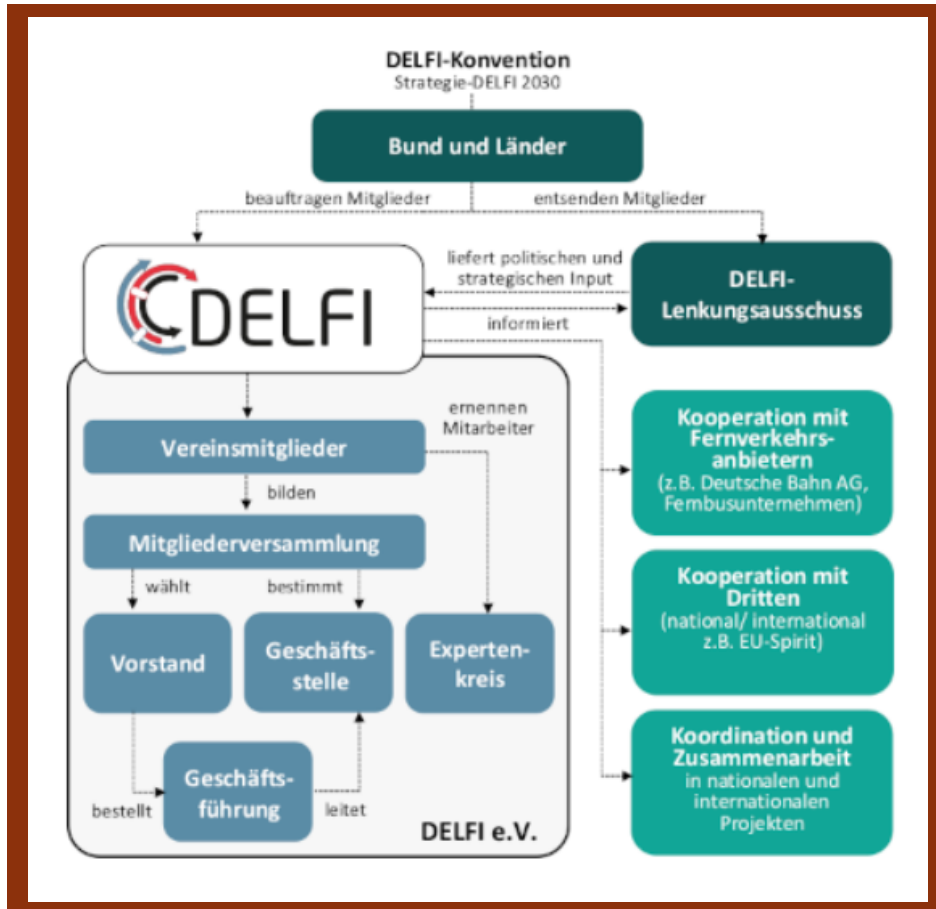 DELFI-Konvention
Strategie-DELFI 2030
Bund und Länder
beauftragen Mitglieder
entsenden Mitglieder
DELFI
liefert politischen und
strategischen Input
informiert
DELFI-
Lenkungsausschuss
Vereinsmitglieder
ernennen
Mitarbeiter
bilden
Mitgliederversammlung
wählt
bestimmt
Vorstand
Geschäfts-
stelle
Experten-
kreis
Geschäfts-
führung
bestellt
leitet
DELFI e.V.
Kooperation mit
Fernverkehrs-
anbietern
(z.B. Deutsche Bahn AG,
Fernbusunternehmen)
Kooperation mit
Dritten
(national/ international
z.B. EU-Spirit)
Koordination und
Zusammenarbeit
in nationalen und
internationalen
Projekten